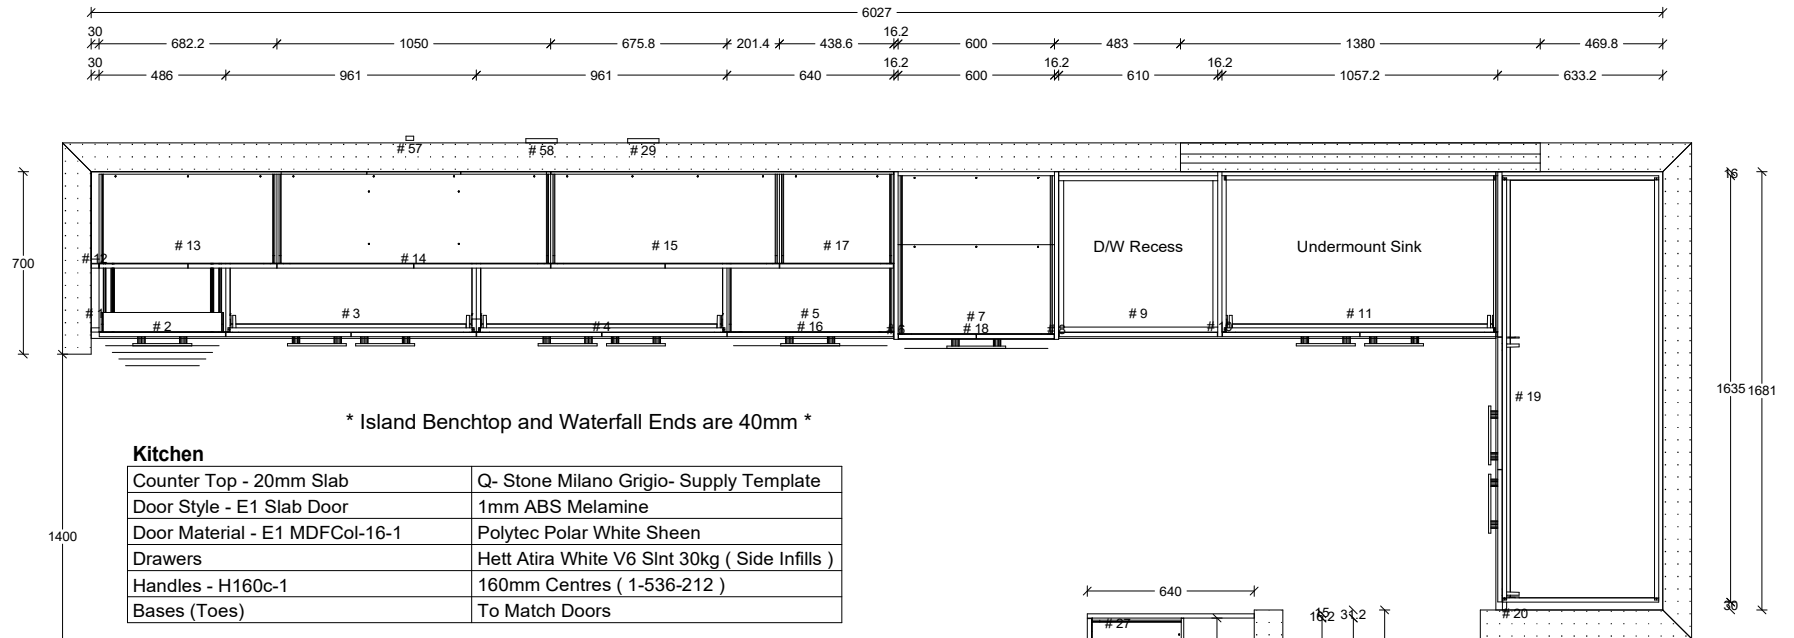 6027
30 682.2 1050 675.8 201.4 438.6 16.2 600 483 1380 469.8
30 486 961 961 640 16.2 600 16.2 610 16.2 1057.2 633.2
# 57 # 58 # 29
16
# 13 # 15 # 17 D/W Recess Undermount Sink
# 12 # 14
700
# 3 # 5 # 7 # 9 # 11
# 2 # 4 # 16 # 18
1635 1681
# 19
* Island Benchtop and Waterfall Ends are 40mm *
Kitchen
Counter Top - 20mm Slab Q- Stone Milano Grigio- Supply Template
Door Style - E1 Slab Door 1mm ABS Melamine
Door Material - E1 MDFCol-16-1 Polytec Polar White Sheen
1400
Drawers Hett Atira White V6 Slnt 30kg ( Side Infills )
Handles - H160c-1 160mm Centres ( 1-536-212 )
Bases (Toes) To Match Doors
640
30
# 20
15
16.2 31.2
# 27